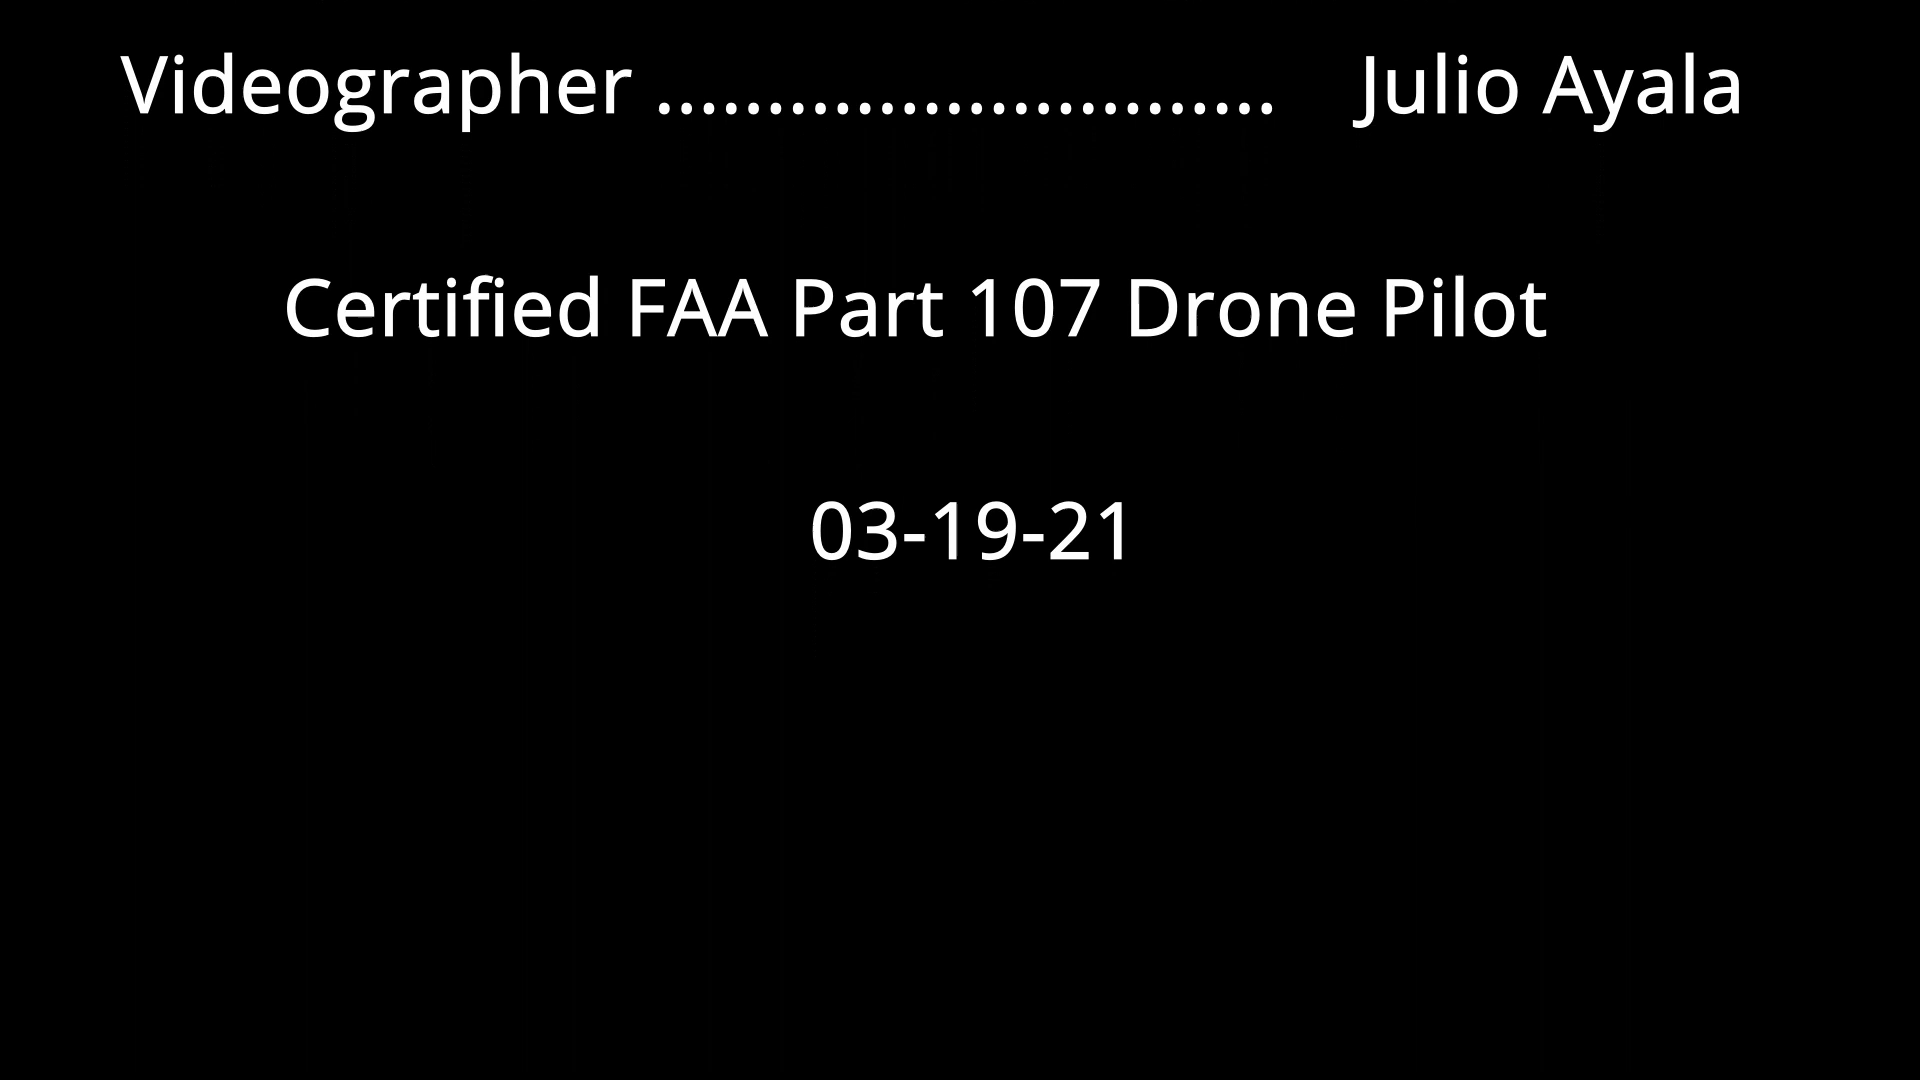 Videographer ............................ Julio Ayala
Certified FAA Part 107 Drone Pilot
03-19-21